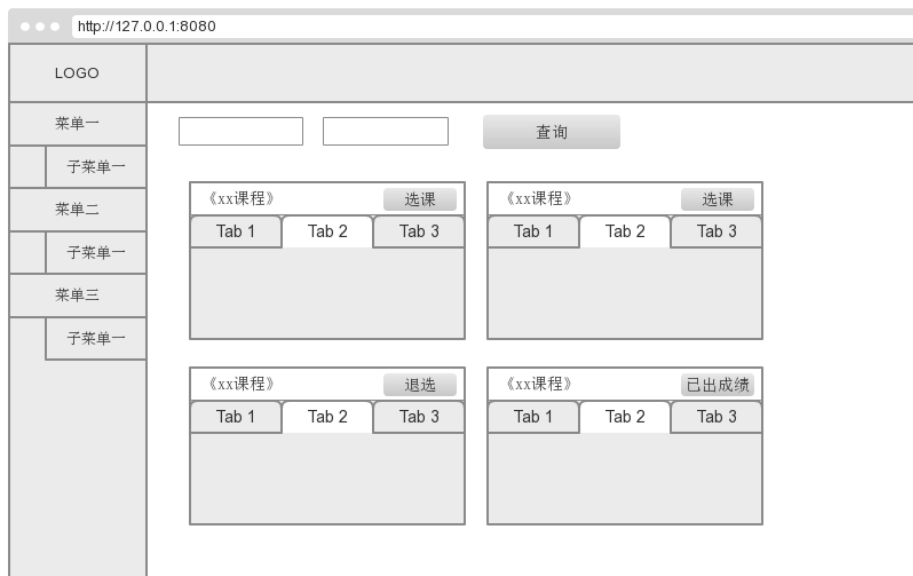 http://127.0.0.1:8080
LOGO
菜单一
子菜单一
菜单二
子菜单一
菜单三
子菜单一
查询
《xx课程》 选课
Tab 1 Tab 2 Tab 3
《xx课程》 选课
Tab 1 Tab 2 Tab 3
《xx课程》 退选
Tab 1 Tab 2 Tab 3
《xx课程》 已出成绩
Tab 1 Tab 2 Tab 3